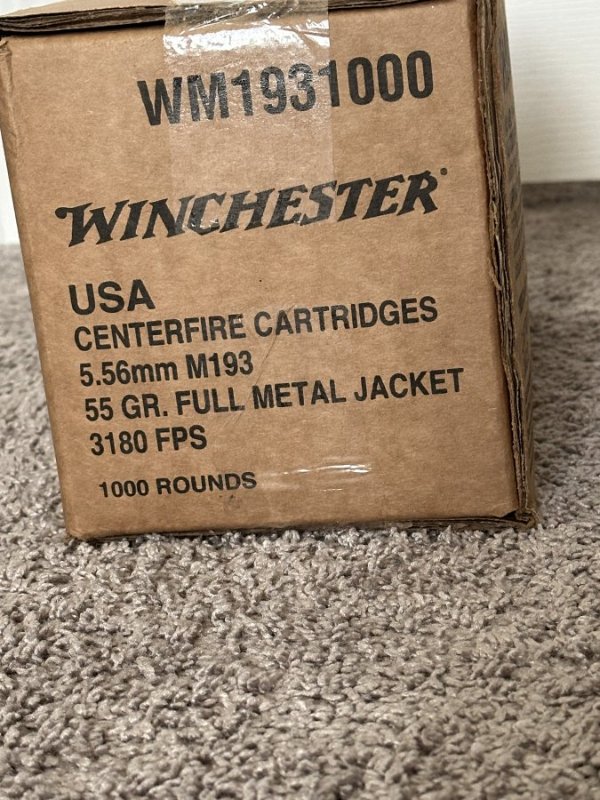 WM1931000
WINCHESTER®
USA
CENTERFIRE CARTRIDGES
5.56mm M193
55 GR. FULL METAL JACKET
3180 FPS
1000 ROUNDS